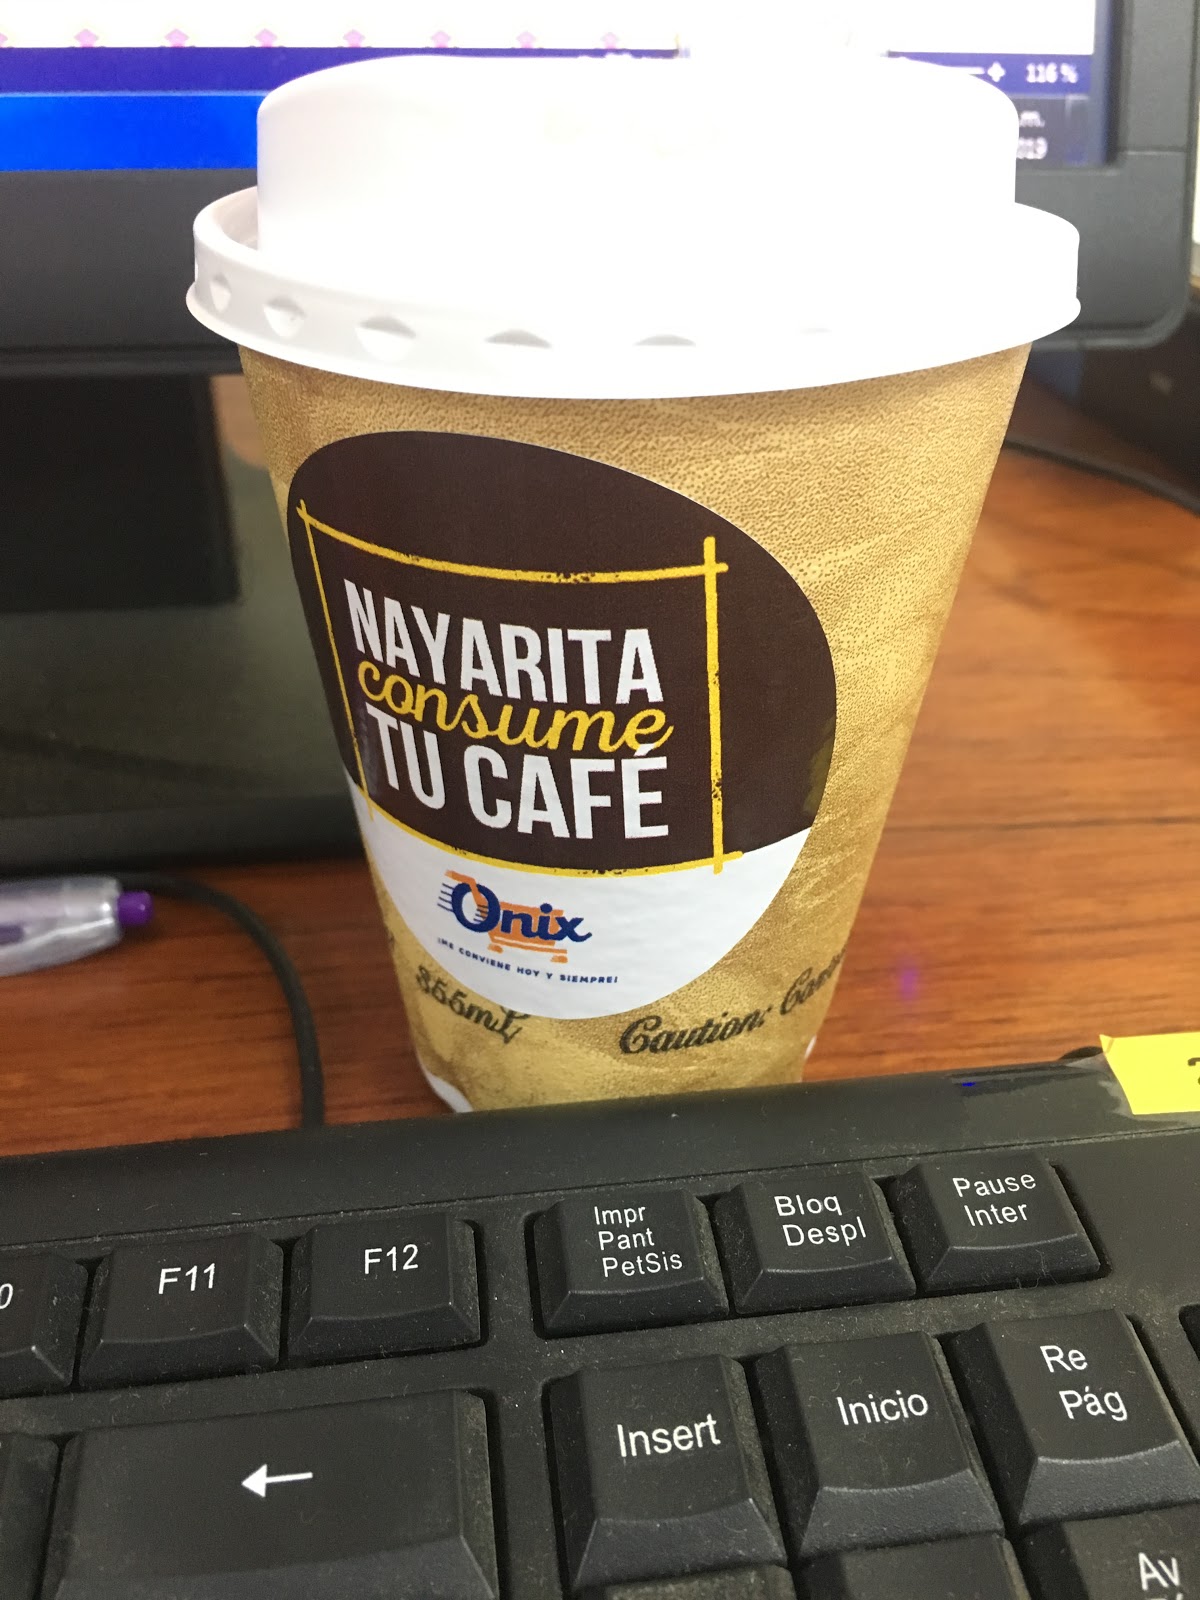 116 %
.m.
NAYARITA
consume
TU CAFÉ
Onix
¡ME CONVIENE HOY Y SIEMPRE!
355mL
Caution:
F11
F12
Impr
Pant
PetSis
Bloq
Despl
Pause
Inter
Insert
Inicio
Re
Pág
Av